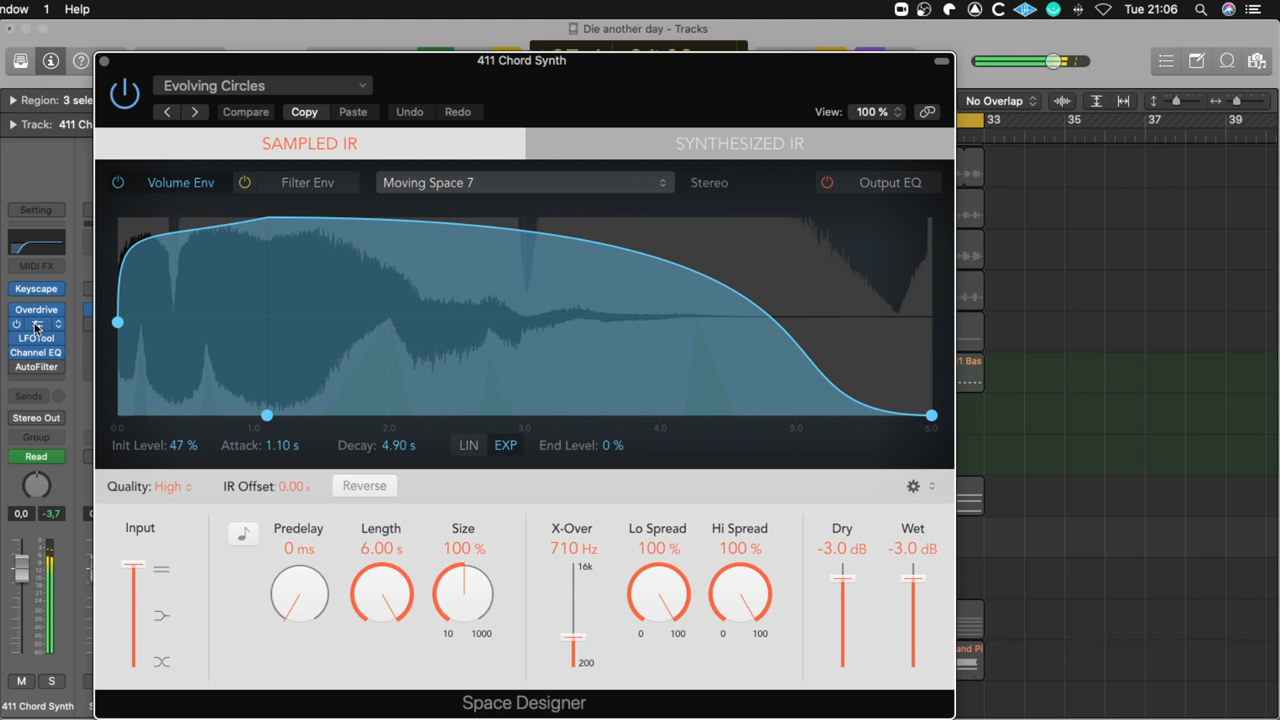 ndow 1 Help Tue 21:06
Die another day - Tracks
411 Chord Synth
Evolving Circles
Region: 3 sele
No Overlap
Compare Copy Paste Undo Redo View: 100 %
33 35 37 39
Track: 411 Ch
SAMPLED IR SYNTHESIZED IR
Volume Env Filter Env Moving Space 7 Stereo Output EQ
Setting
MIDI FX
Keyscape
Overdrive
LFOTool
Channel EQ
AutoFilter
Sends
Stereo Out
Group
Read
0,0 -3,7
1 Bas
0.0 1.0 2.0 3.0 4.0 5.0 6.0
Init Level: 47 % Attack: 1.10 s Decay: 4.90 s LIN EXP End Level: 0 %
Quality: High IR Offset: 0.00 s Reverse
Input Predelay Length Size X-Over Lo Spread Hi Spread Dry Wet
0 ms 6.00 s 100 % 710 Hz 100 % 100 % -3.0 dB -3.0 dB
16k
10 1000 0 100 0 100
200
and Pi
M S
411 Chord Synth
Space Designer